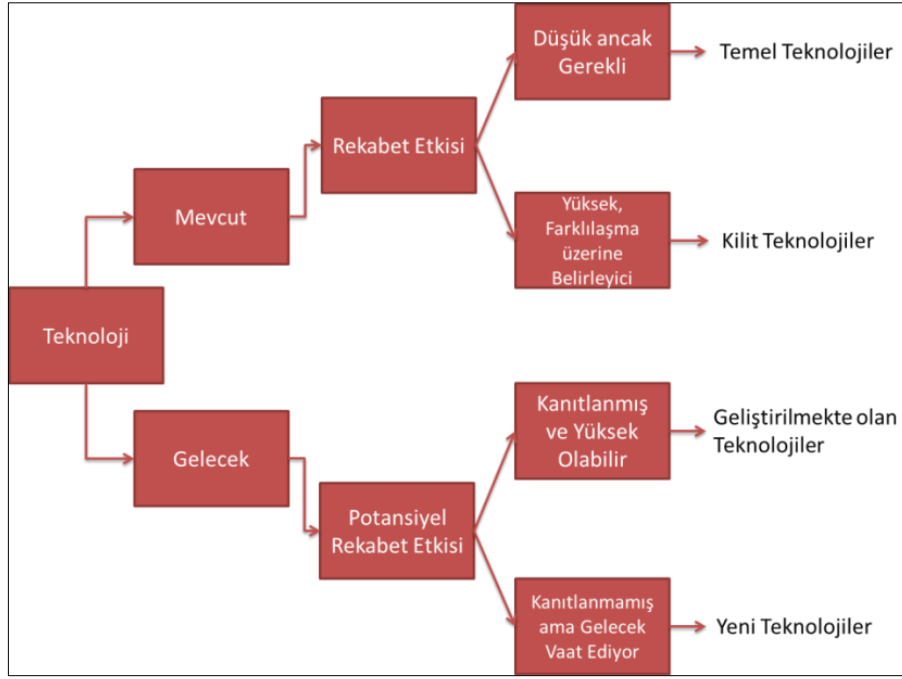 Düşük ancak
Gerekli
Temel Teknolojiler
Rekabet Etkisi
Mevcut
Yüksek,
Farklılaşma
üzerine
Belirleyici
Kilit Teknolojiler
Teknoloji
Gelecek
Kanıtlanmış
ve Yüksek
Olabilir
Geliştirilmekte olan
Teknolojiler
Potansiyel
Rekabet Etkisi
Kanıtlanmamış
ama Gelecek
Vaat Ediyor
Yeni Teknolojiler